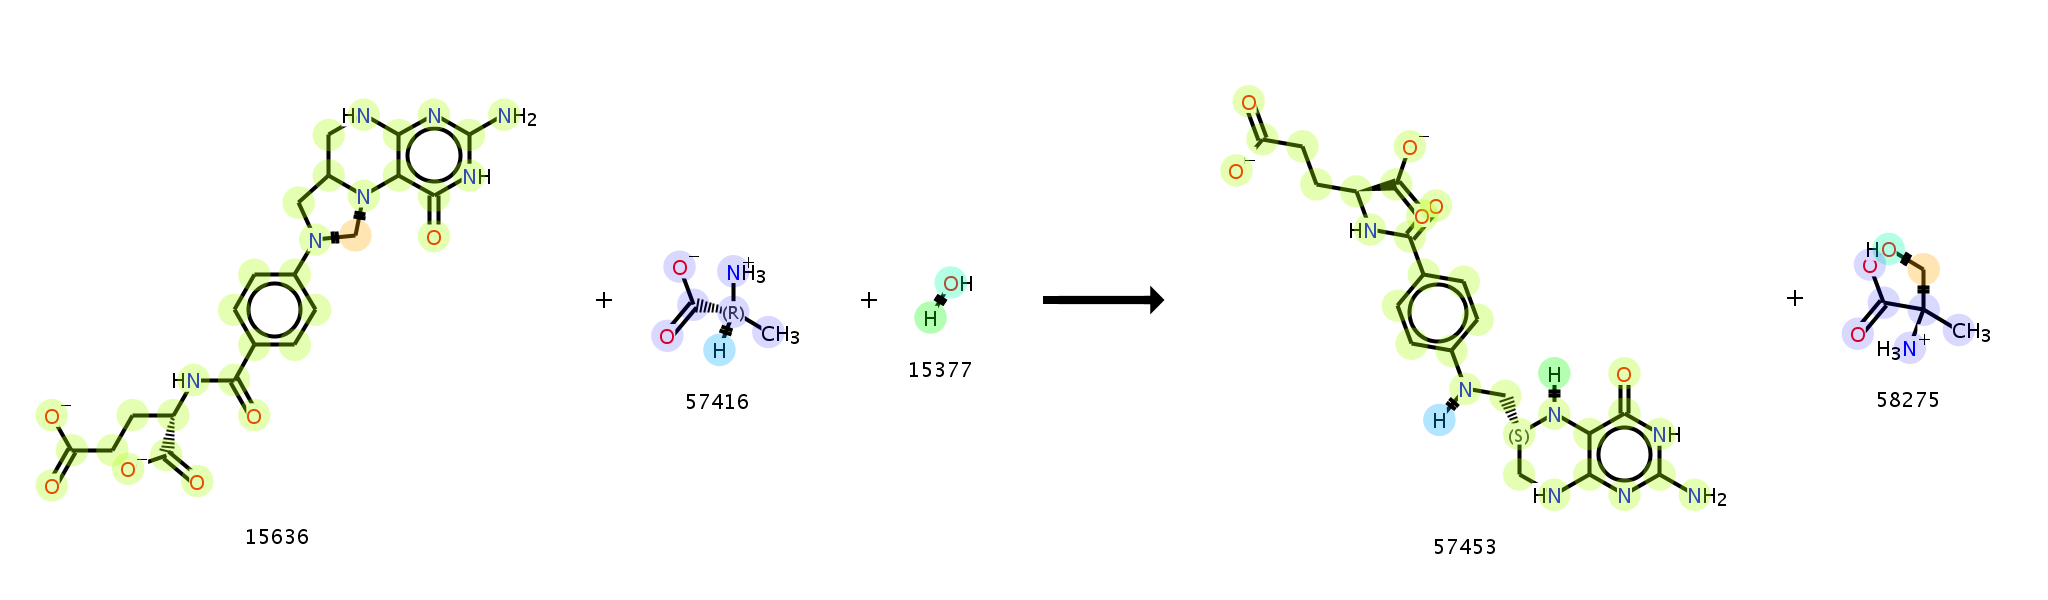 HN N NH2
N NH
O
N
HN O
O−
O O− O
15636
+
O− NH3+
(R)
O H CH3
57416
+
OH
H
15377
O
O− O−
O O
HN
N H
H O
(S) N NH
HN N NH2
57453
+
HO
O
O H3N+ CH3
58275